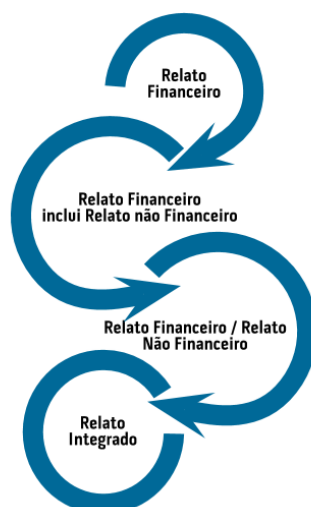 Relato
Financeiro
Relato Financeiro
inclui Relato não Financeiro
Relato Financeiro / Relato
Não Financeiro
Relato
Integrado